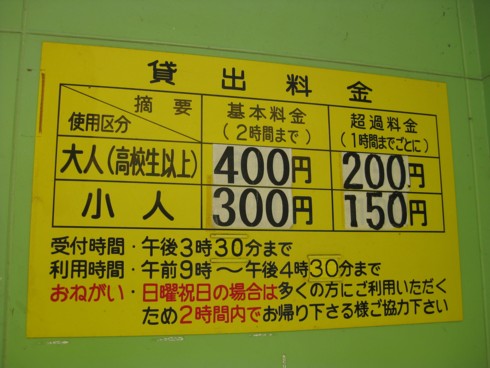 貸出料金
摘要 基本料金 超過料金
使用区分 (2時間まで) (1時間までごとに)
大人(高校生以上) 400円 200円
小人 300円 150円
受付時間・午後3時30分まで
利用時間・午前9時〜午後4時30分まで
おねがい・日曜祝日の場合は多くの方にご利用いただく
ため2時間内でお帰り下さる様ご協力下さい